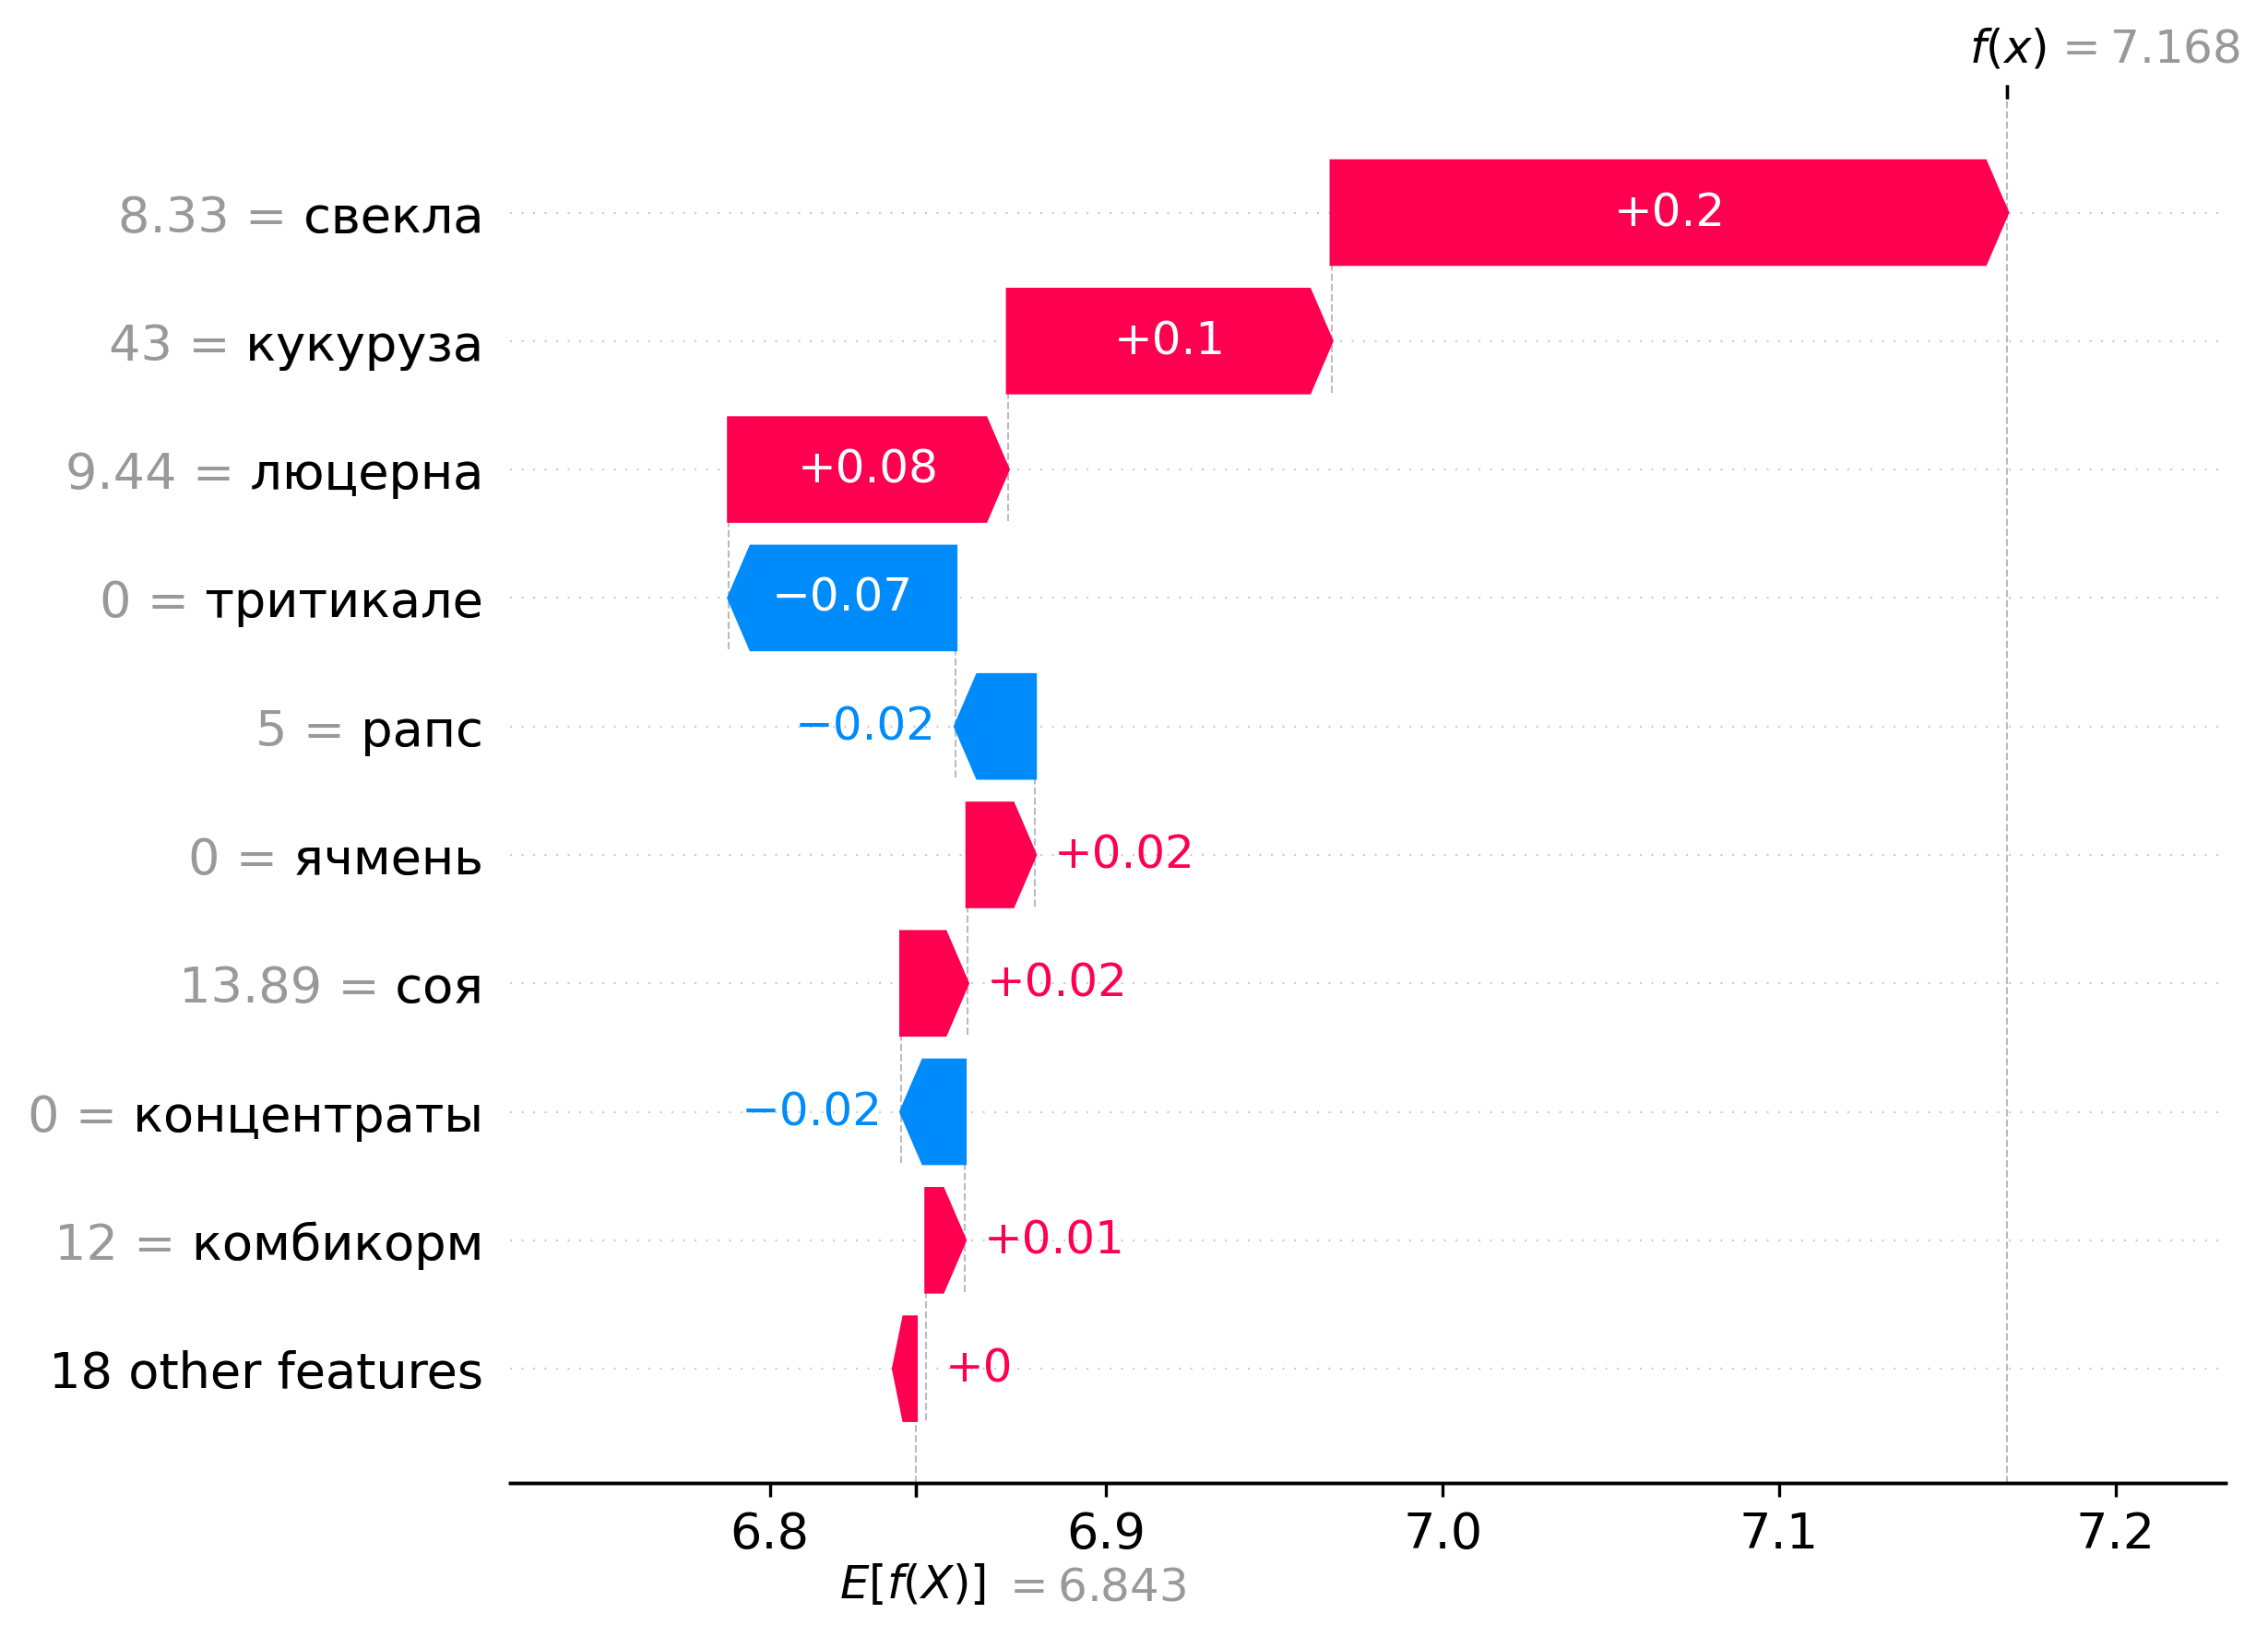 f(x) = 7.168
8.33 = свекла
+0.2
43 = кукуруза
+0.1
9.44 = люцерна
+0.08
0 = тритикале
−0.07
5 = рапс
−0.02
0 = ячмень
+0.02
13.89 = соя
+0.02
0 = концентраты
−0.02
12 = комбикорм
+0.01
18 other features
+0
6.8 6.9 7.0 7.1 7.2
E[f(X)] = 6.843